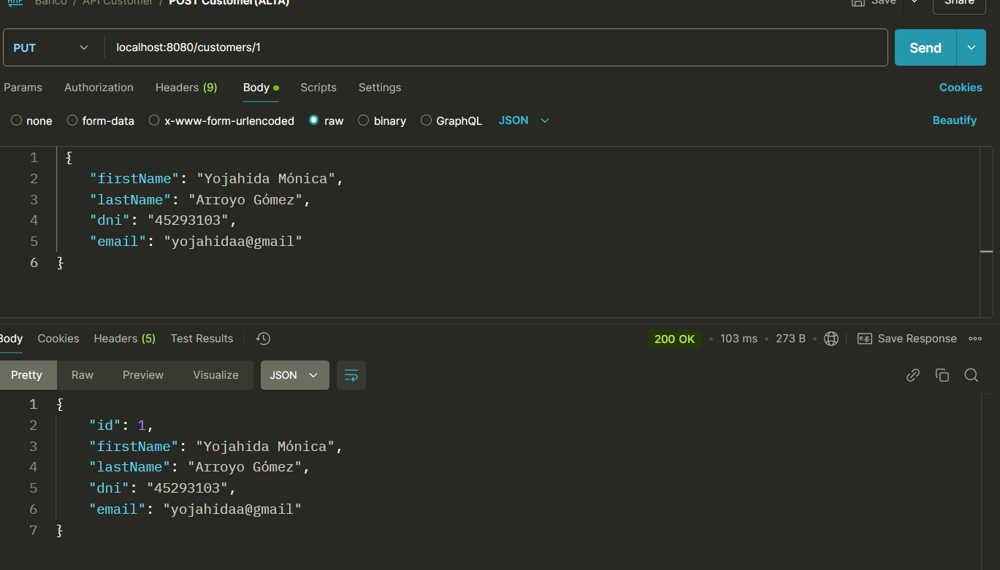 HTTP Banco / API Customer / POST Customer(ALTA) Save Share
PUT localhost:8080/customers/1 Send
Params Authorization Headers (9) Body Scripts Settings Cookies
none form-data x-www-form-urlencoded raw binary GraphQL JSON Beautify
1 {
2 "firstName": "Yojahida Mónica",
3 "lastName": "Arroyo Gómez",
4 "dni": "45293103",
5 "email": "yojahidaa@gmail"
6 }
Body Cookies Headers (5) Test Results 200 OK 103 ms 273 B e.g. Save Response
Pretty Raw Preview Visualize JSON
1 {
2 "id": 1,
3 "firstName": "Yojahida Mónica",
4 "lastName": "Arroyo Gómez",
5 "dni": "45293103",
6 "email": "yojahidaa@gmail"
7 }